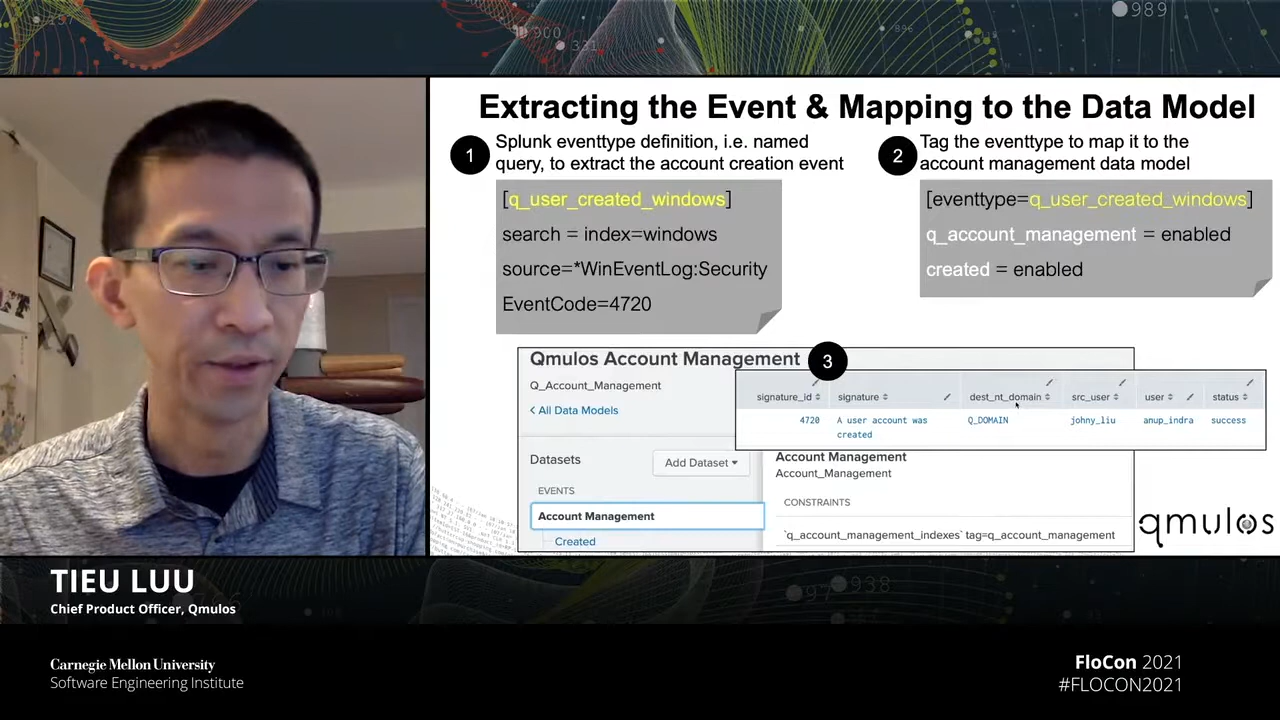 989
900
331
Extracting the Event & Mapping to the Data Model
1
Splunk eventtype definition, i.e. named
query, to extract the account creation event
[q_user_created_windows]
search = index=windows
source=*WinEventLog:Security
EventCode=4720
2
Tag the eventtype to map it to the
account management data model
[eventtype=q_user_created_windows]
q_account_management = enabled
created = enabled
3
Qmulos Account Management
Q_Account_Management
< All Data Models
Datasets
Add Dataset
EVENTS
Account Management
Created
signature_id signature dest_nt_domain src_user user status
4720 A user account was Q_DOMAIN johny_liu anup_indra success
created
Account Management
Account_Management
CONSTRAINTS
`q_account_management_indexes` tag=q_account_management
qmulos
TIEU LUU
Chief Product Officer, Qmulos
938
Carnegie Mellon University
Software Engineering Institute
FloCon 2021
#FLOCON2021